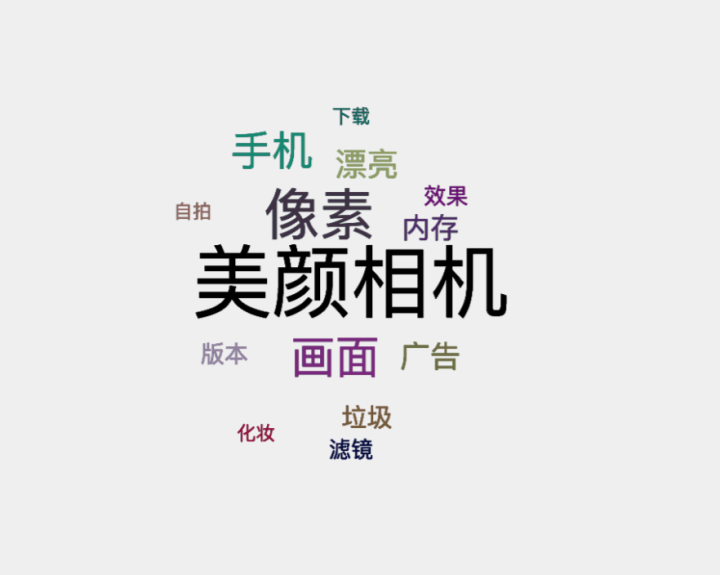 下载
手机
漂亮
效果
自拍
像素
内存
美颜相机
版本
画面
广告
垃圾
化妆
滤镜